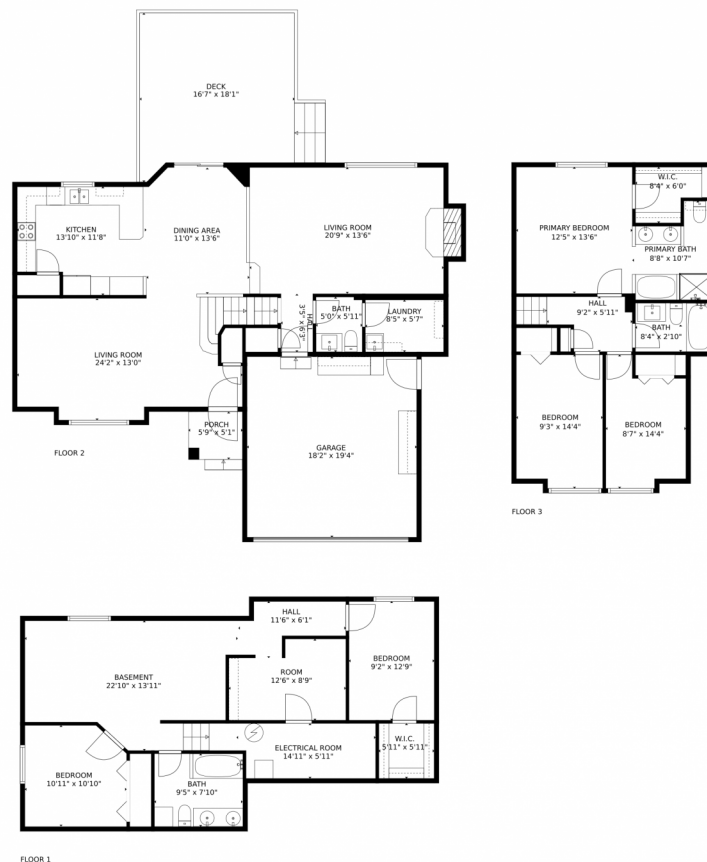 DECK
16'7" x 18'1"
KITCHEN
13'10" x 11'8"
DINING AREA
11'0" x 13'6"
LIVING ROOM
20'9" x 13'6"
HALL
3'5" x 6'3"
BATH
5'0" x 5'11"
LAUNDRY
8'5" x 5'7"
LIVING ROOM
24'2" x 13'0"
PORCH
5'9" x 5'1"
GARAGE
18'2" x 19'4"
FLOOR 2
W.I.C.
8'4" x 6'0"
PRIMARY BEDROOM
12'5" x 13'6"
PRIMARY BATH
8'8" x 10'7"
HALL
9'2" x 5'11"
BATH
8'4" x 2'10"
BEDROOM
9'3" x 14'4"
BEDROOM
8'7" x 14'4"
FLOOR 3
HALL
11'6" x 6'1"
BASEMENT
22'10" x 13'11"
ROOM
12'6" x 8'9"
BEDROOM
9'2" x 12'9"
W.I.C.
5'11" x 5'11"
ELECTRICAL ROOM
14'11" x 5'11"
BEDROOM
10'11" x 10'10"
BATH
9'5" x 7'10"
FLOOR 1